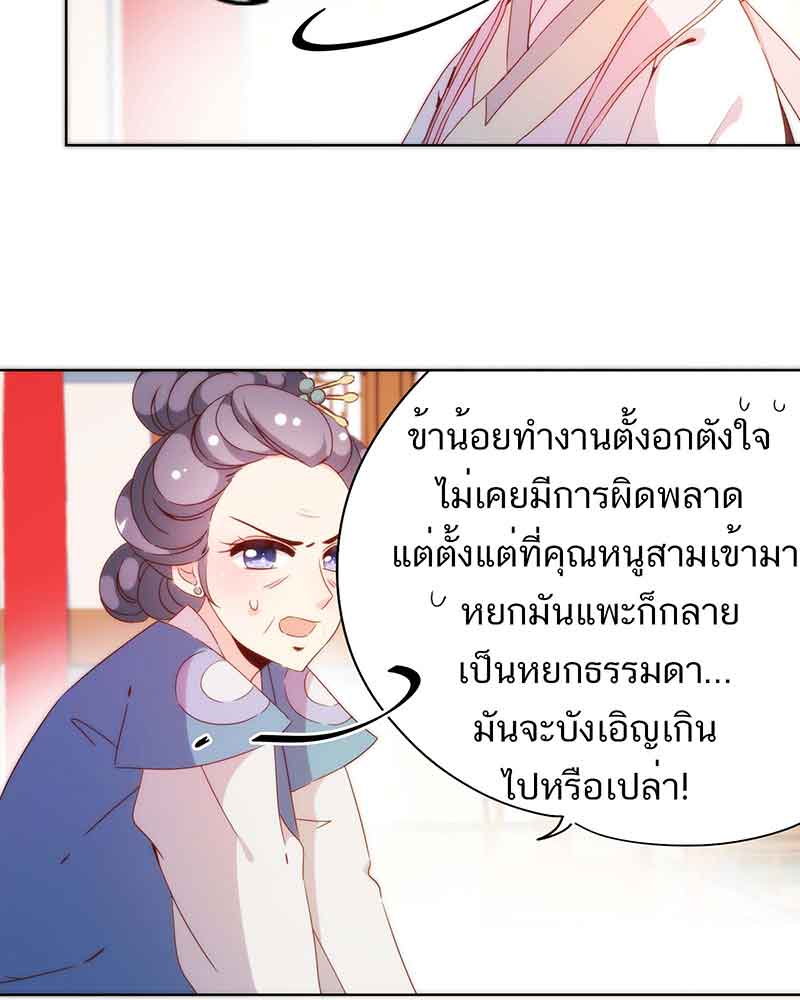 ข้าน้อยทำงานตั้งอกตังใจ
ไม่เคยมีการผิดพลาด
แต่ตั้งแต่ที่คุณหนูสามเข้ามา
หยกมันแพะก็กลาย
เป็นหยกธรรมดา...
มันจะบังเอิญเกิน
ไปหรือเปล่า!